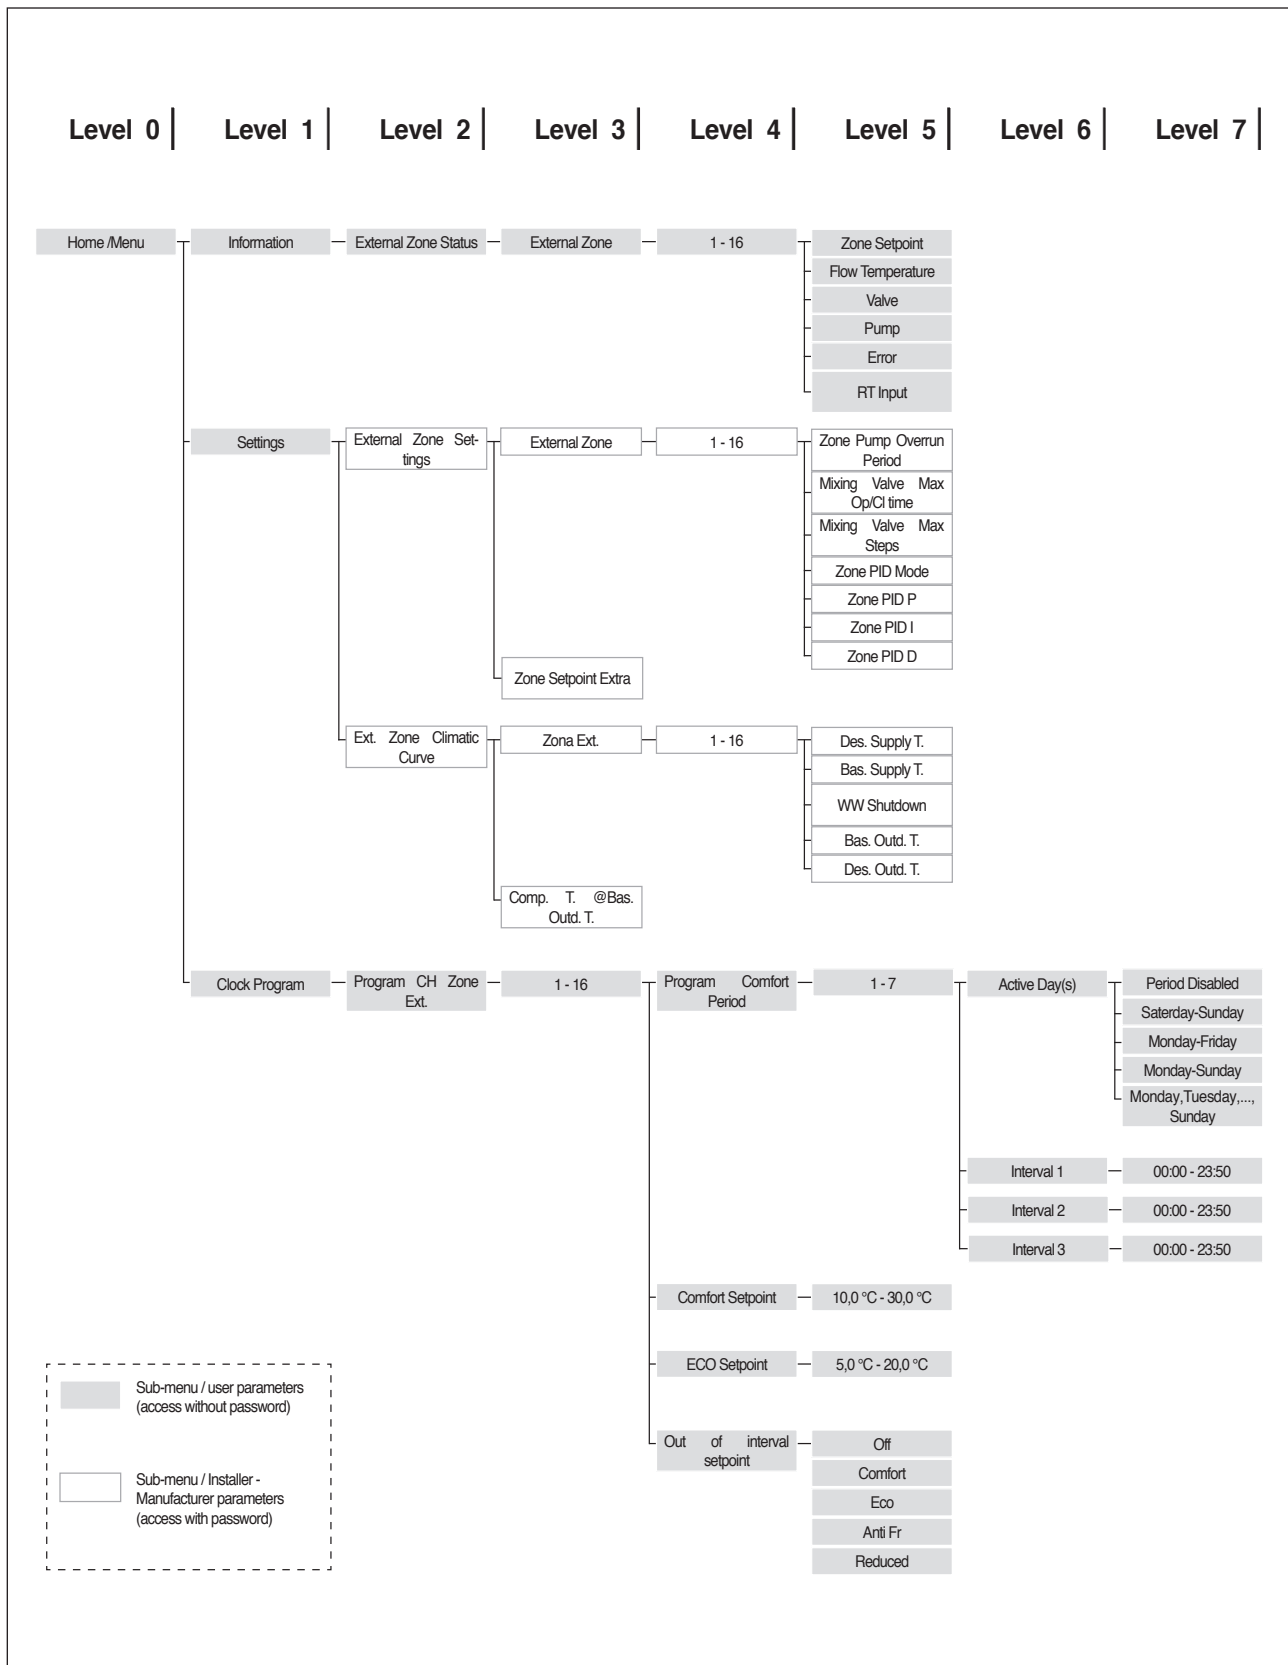 Level 0 Level 1 Level 2 Level 3 Level 4 Level 5 Level 6 Level 7
Home /Menu Information External Zone Status External Zone 1 - 16 Zone Setpoint
Flow Temperature
Valve
Pump
Error
RT Input
Settings External Zone Set-
tings
External Zone 1 - 16 Zone Pump Overrun
Period
Mixing Valve Max
Op/Cl time
Mixing Valve Max
Steps
Zone PID Mode
Zone PID P
Zone PID I
Zone PID D
Zone Setpoint Extra
Ext. Zone Climatic
Curve
Zona Ext. 1 - 16 Des. Supply T.
Bas. Supply T.
WW Shutdown
Bas. Outd. T.
Des. Outd. T.
Comp. T. @Bas.
Outd. T.
Clock Program Program CH Zone
Ext.
1 - 16 Program Comfort
Period
1 - 7 Active Day(s) Period Disabled
Saterday-Sunday
Monday-Friday
Monday-Sunday
Monday,Tuesday,...,
Sunday
Interval 1 00:00 - 23:50
Interval 2 00:00 - 23:50
Interval 3 00:00 - 23:50
Comfort Setpoint 10,0 °C - 30,0 °C
ECO Setpoint 5,0 °C - 20,0 °C
Out of interval
setpoint
Off
Comfort
Eco
Anti Fr
Reduced
Sub-menu / user parameters
(access without password)
Sub-menu / Installer -
Manufacturer parameters
(access with password)